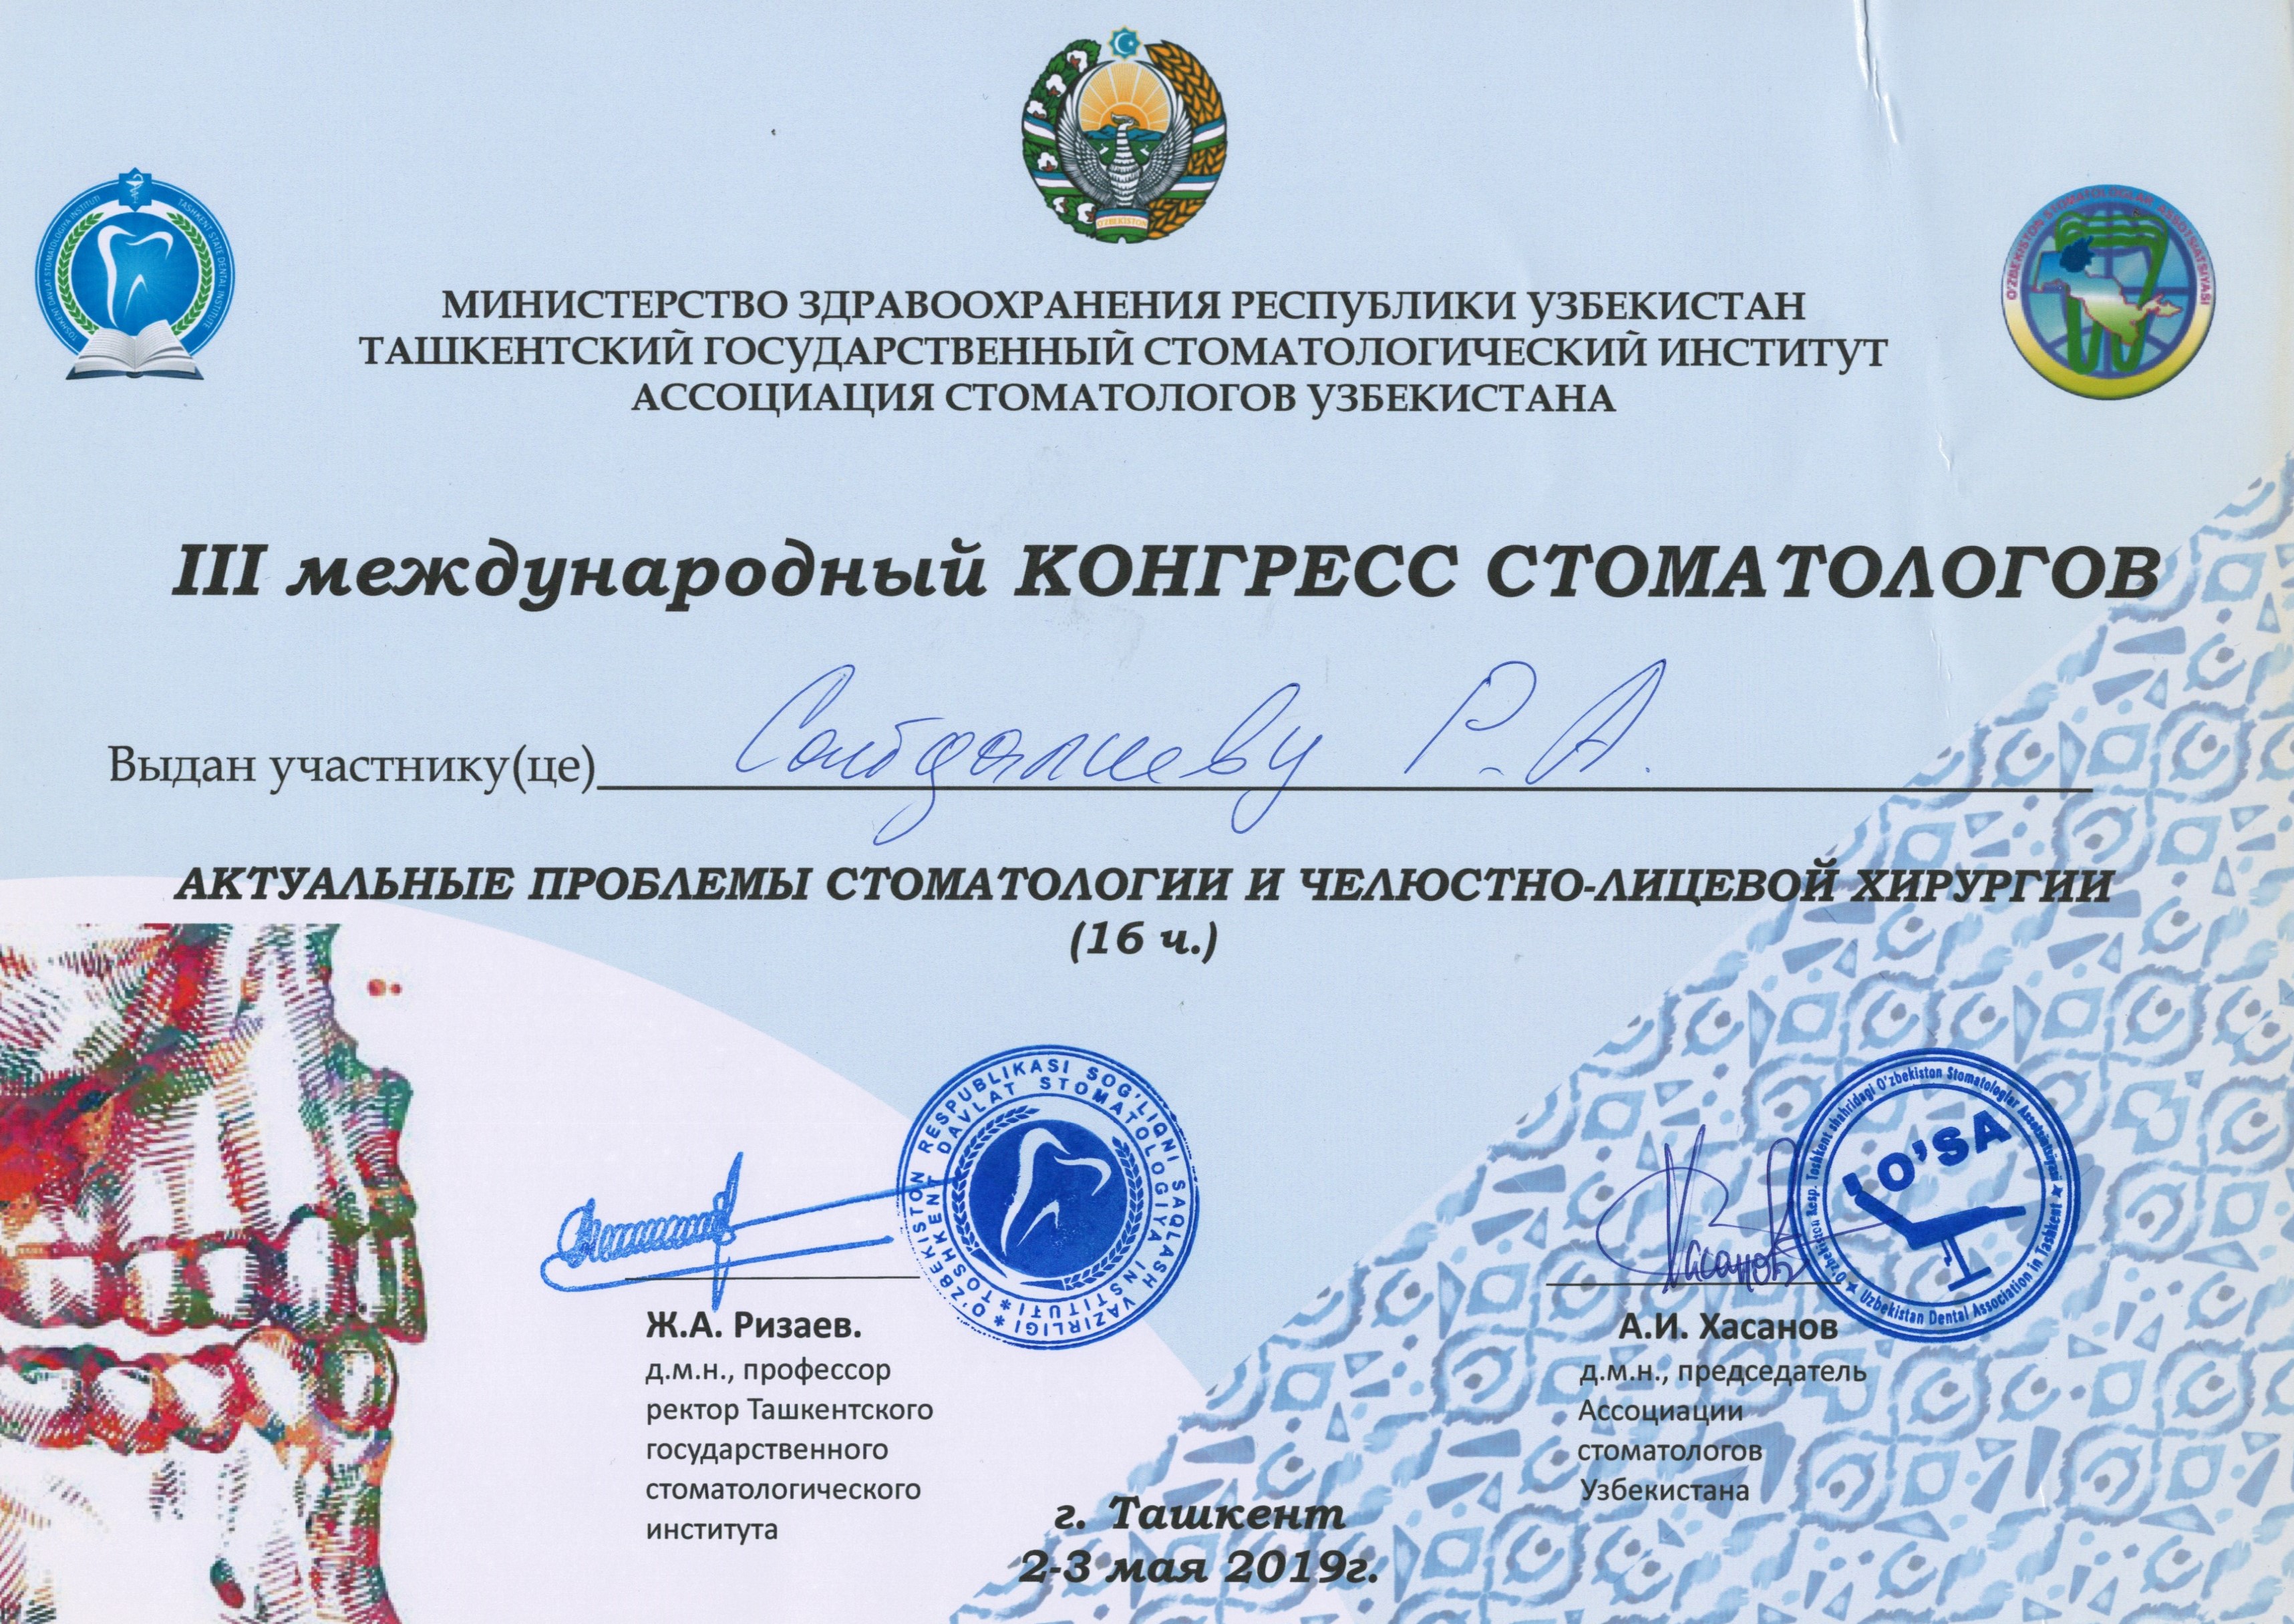 O'ZBEKISTON
TOSHKENT DAVLAT STOMATOLOGIYA INSTITUTI
TASHKENT STATE DENTAL INSTITUTE
O'ZBEKISTON STOMATOLOGLAR ASSOTSIATSIYASI
МИНИСТЕРСТВО ЗДРАВООХРАНЕНИЯ РЕСПУБЛИКИ УЗБЕКИСТАН
ТАШКЕНТСКИЙ ГОСУДАРСТВЕННЫЙ СТОМАТОЛОГИЧЕСКИЙ ИНСТИТУТ
АССОЦИАЦИЯ СТОМАТОЛОГОВ УЗБЕКИСТАНА
III международный КОНГРЕСС СТОМАТОЛОГОВ
Выдан участнику(це) Сайдалиеву Р. А.
АКТУАЛЬНЫЕ ПРОБЛЕМЫ СТОМАТОЛОГИИ И ЧЕЛЮСТНО-ЛИЦЕВОЙ ХИРУРГИИ
(16 ч.)
O'ZBEKISTON RESPUBLIKASI SOG'LIQNI SAQLASH VAZIRLIGI *
TOSHKENT DAVLAT STOMATOLOGIYA INSTITUTI *
Ж.А. Ризаев.
д.м.н., профессор
ректор Ташкентского
государственного
стоматологического
института
O'zbekiston Resp. Toshkent shahridagi O'zbekiston Stomatologlar Assotsiatsiyasi
Uzbekistan Dental Association in Tashkent
O'SA
Хасанов
А.И. Хасанов
д.м.н., председатель
Ассоциации
стоматологов
Узбекистана
г. Ташкент
2-3 мая 2019г.